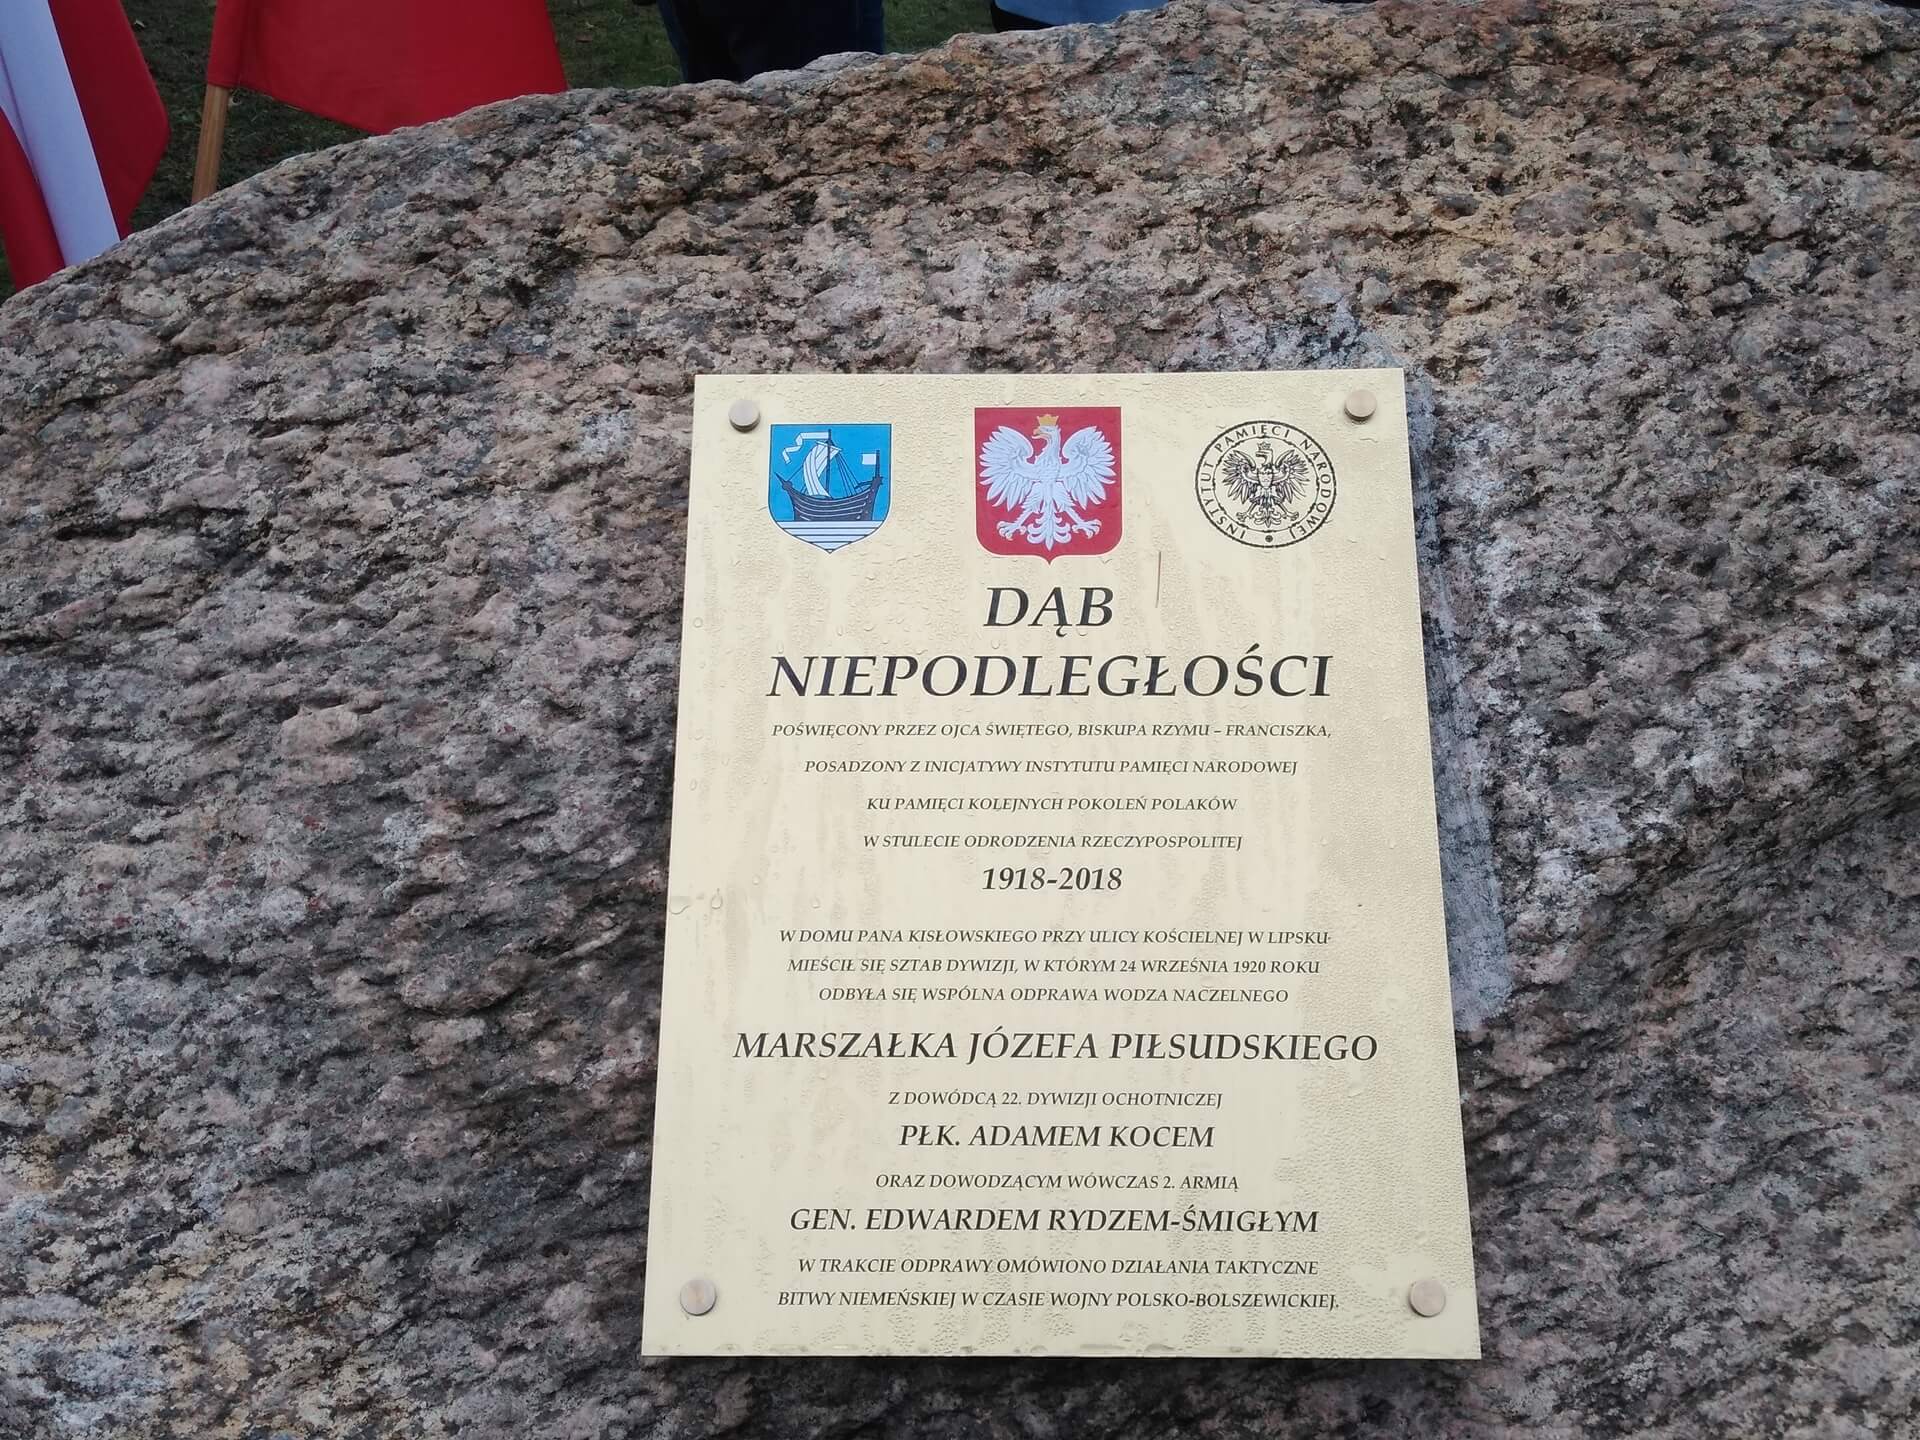 INSTYTUT PAMIĘCI NARODOWEJ
DĄB
NIEPODLEGŁOŚCI
POŚWIĘCONY PRZEZ OJCA ŚWIĘTEGO, BISKUPA RZYMU – FRANCISZKA,
POSADZONY Z INICJATYWY INSTYTUTU PAMIĘCI NARODOWEJ
KU PAMIĘCI KOLEJNYCH POKOLEŃ POLAKÓW
W STULECIE ODRODZENIA RZECZYPOSPOLITEJ
1918-2018
W DOMU PANA KISŁOWSKIEGO PRZY ULICY KOŚCIELNEJ W LIPSKU
MIEŚCIŁ SIĘ SZTAB DYWIZJI, W KTÓRYM 24 WRZEŚNIA 1920 ROKU
ODBYŁA SIĘ WSPÓLNA ODPRAWA WODZA NACZELNEGO
MARSZAŁKA JÓZEFA PIŁSUDSKIEGO
Z DOWÓDCĄ 22. DYWIZJI OCHOTNICZEJ
PŁK. ADAMEM KOCEM
ORAZ DOWODZĄCYM WÓWCZAS 2. ARMIĄ
GEN. EDWARDEM RYDZEM-ŚMIGŁYM
W TRAKCIE ODPRAWY OMÓWIONO DZIAŁANIA TAKTYCZNE
BITWY NIEMEŃSKIEJ W CZASIE WOJNY POLSKO-BOLSZEWICKIEJ.